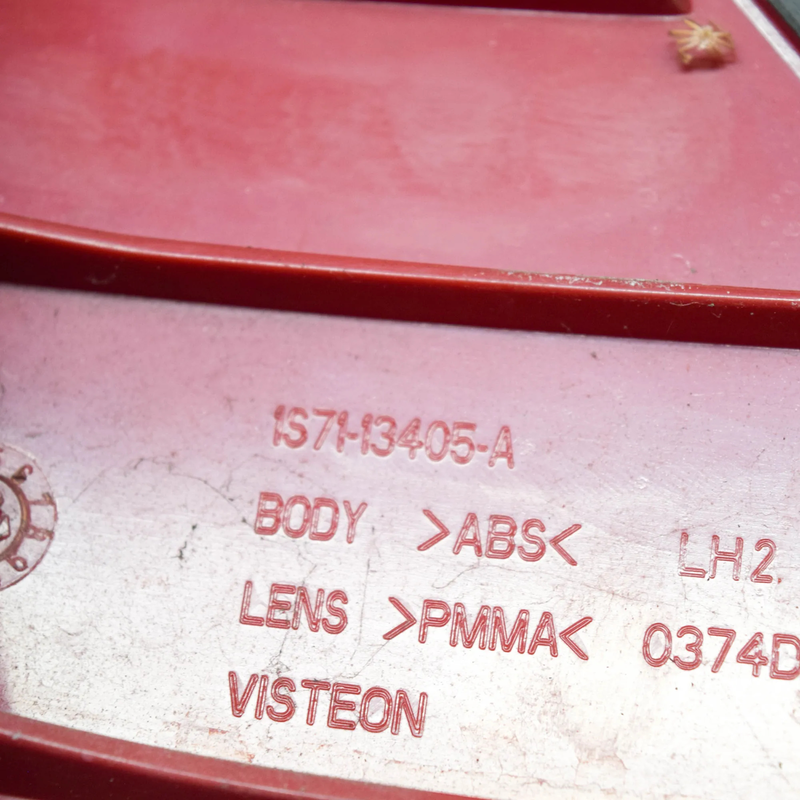 1S71-13405-A
BODY >ABS< LH2.
LENS >PMMA< 0374D
VISTEON